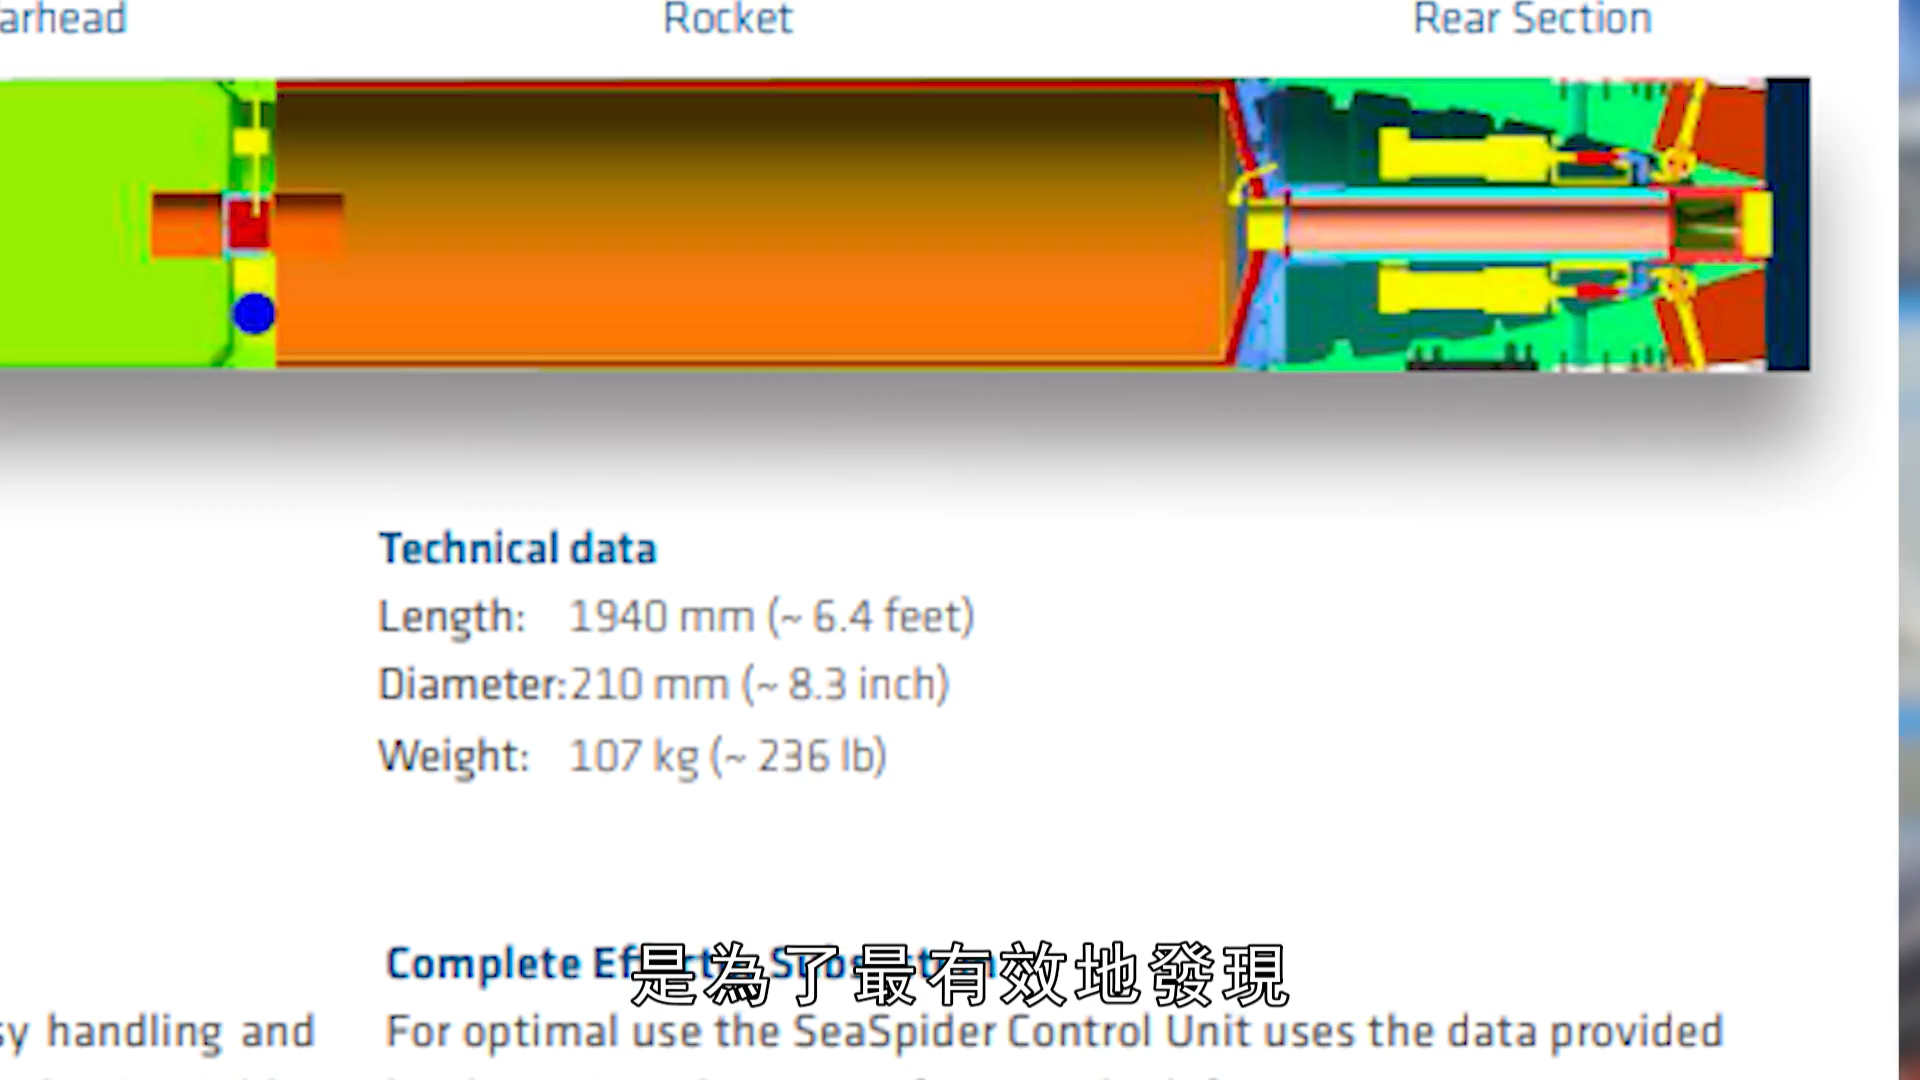 arhead Rocket Rear Section
Technical data
Length: 1940 mm (~ 6.4 feet)
Diameter: 210 mm (~ 8.3 inch)
Weight: 107 kg (~ 236 lb)
Complete
是為了最有效地發現
sy handling and
For optimal use the SeaSpider Control Unit uses the data provided